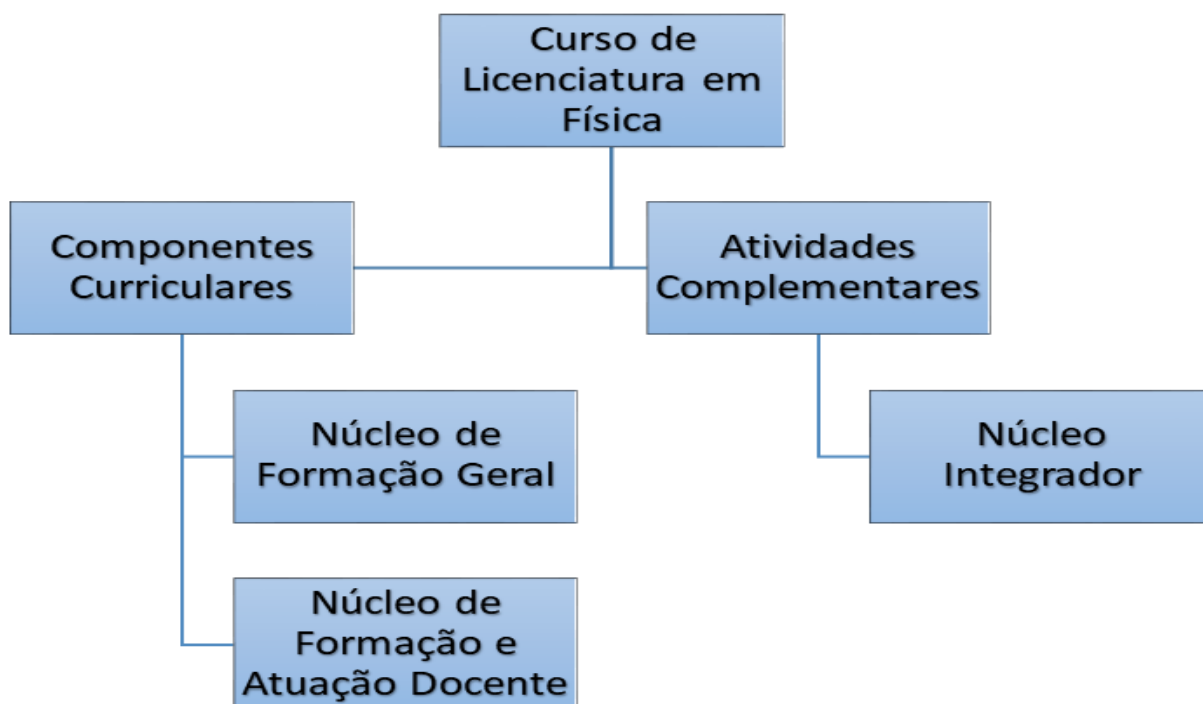 Curso de
Licenciatura em
Física
Componentes
Curriculares
Atividades
Complementares
Núcleo de
Formação Geral
Núcleo
Integrador
Núcleo de
Formação e
Atuação Docente